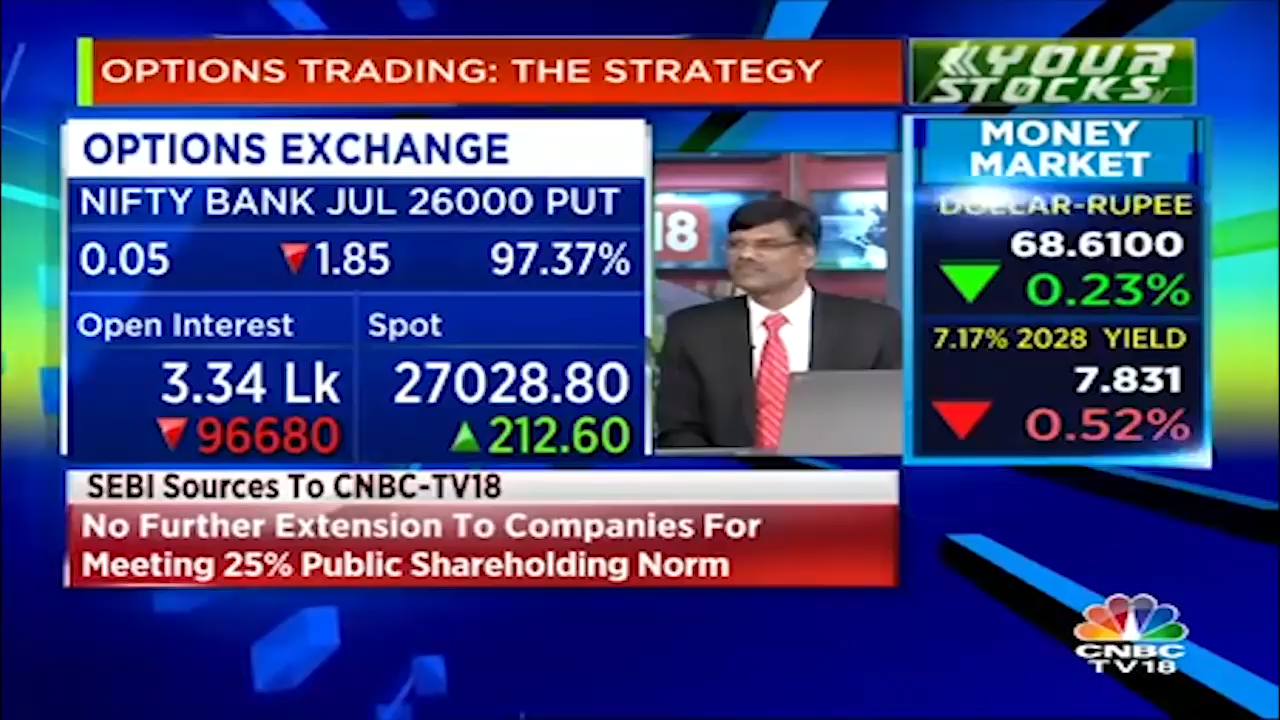 OPTIONS TRADING: THE STRATEGY
YOUR
STOCKS
OPTIONS EXCHANGE
NIFTY BANK JUL 26000 PUT
0.05 1.85 97.37%
Open Interest Spot
3.34 Lk 27028.80
96680 212.60
18
MONEY
MARKET
DOLLAR-RUPEE
68.6100
0.23%
7.17% 2028 YIELD
7.831
0.52%
SEBI Sources To CNBC-TV18
No Further Extension To Companies For
Meeting 25% Public Shareholding Norm
CNBC
TV18